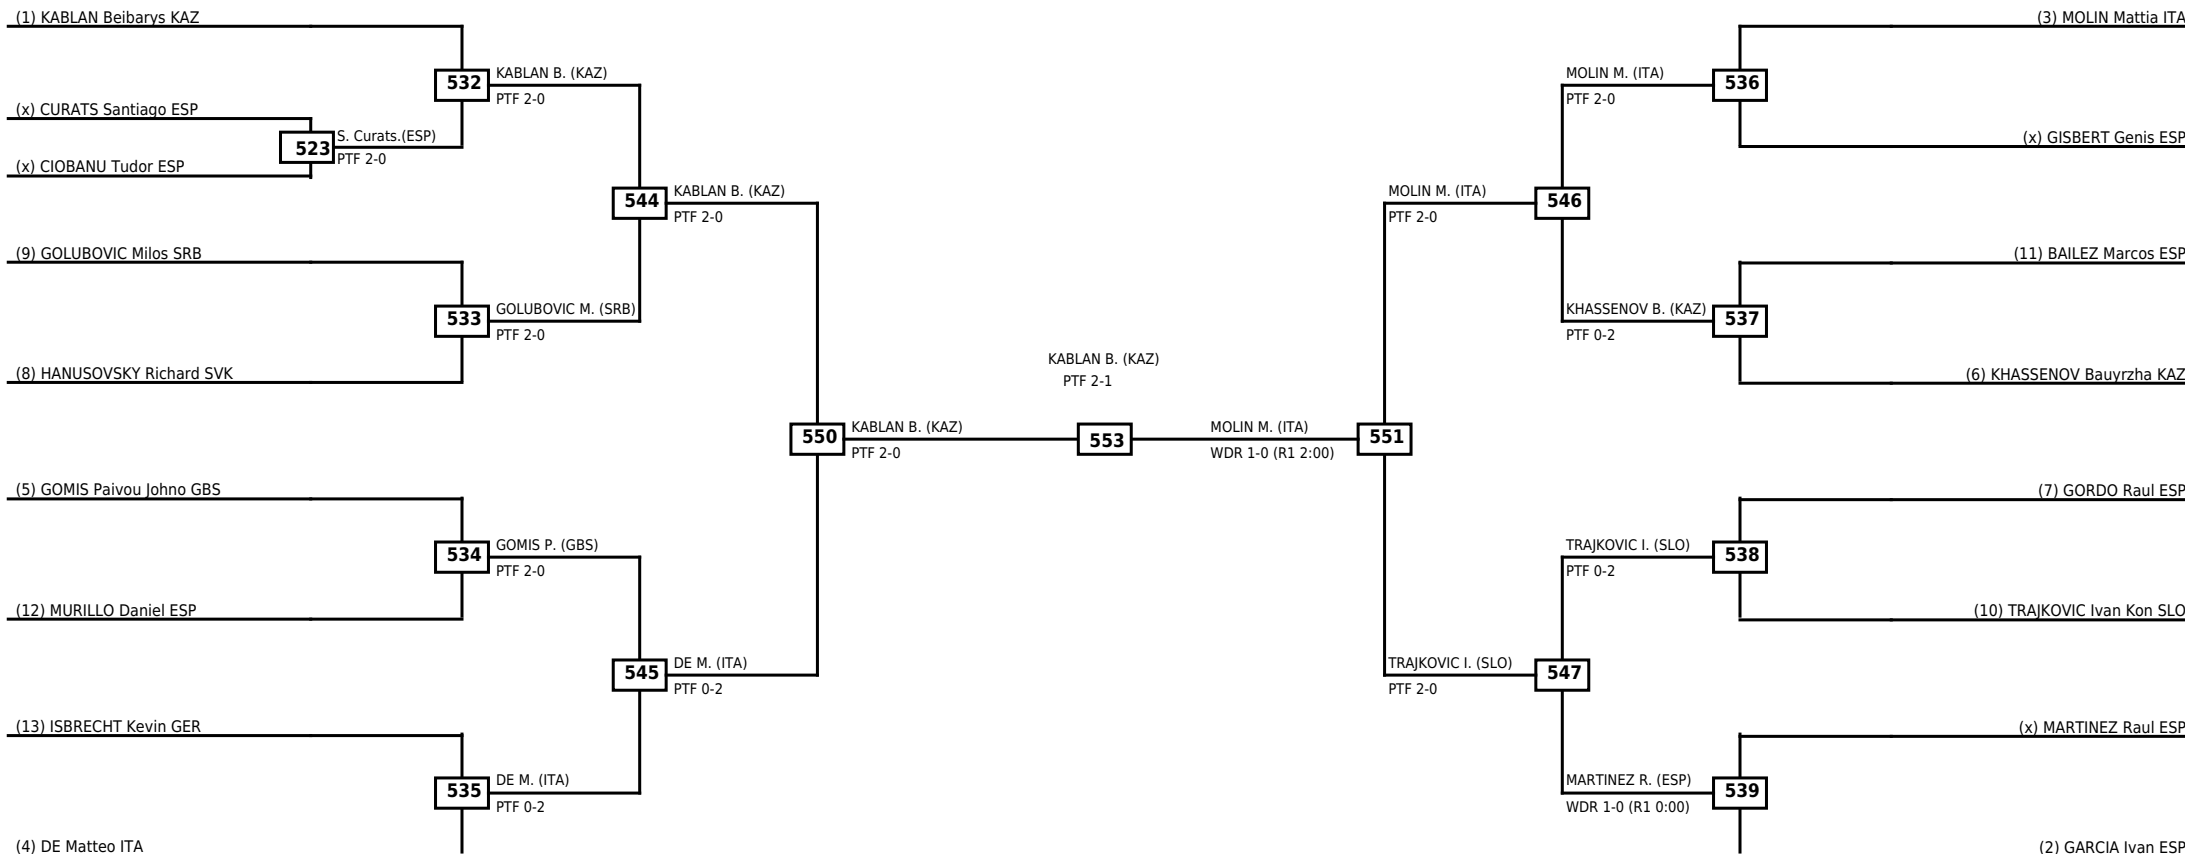 (1) KABLAN Beibarys KAZ
(x) CURATS Santiago ESP
(x) CIOBANU Tudor ESP
(9) GOLUBOVIC Milos SRB
(8) HANUSOVSKY Richard SVK
(5) GOMIS Paivou Johno GBS
(12) MURILLO Daniel ESP
(13) ISBRECHT Kevin GER
(4) DE Matteo ITA
523
S. Curats.(ESP)
PTF 2-0
532
KABLAN B. (KAZ)
PTF 2-0
533
GOLUBOVIC M. (SRB)
PTF 2-0
534
GOMIS P. (GBS)
PTF 2-0
535
DE M. (ITA)
PTF 0-2
544
KABLAN B. (KAZ)
PTF 2-0
545
DE M. (ITA)
PTF 0-2
550
KABLAN B. (KAZ)
PTF 2-0
KABLAN B. (KAZ)
PTF 2-1
553
MOLIN M. (ITA)
WDR 1-0 (R1 2:00)
551
MOLIN M. (ITA)
PTF 2-0
546
TRAJKOVIC I. (SLO)
PTF 2-0
547
MOLIN M. (ITA)
PTF 2-0
536
KHASSENOV B. (KAZ)
PTF 0-2
537
TRAJKOVIC I. (SLO)
PTF 0-2
538
MARTINEZ R. (ESP)
WDR 1-0 (R1 0:00)
539
(3) MOLIN Mattia ITA
(x) GISBERT Genis ESP
(11) BAILEZ Marcos ESP
(6) KHASSENOV Bauyrzha KAZ
(7) GORDO Raul ESP
(10) TRAJKOVIC Ivan Kon SLO
(x) MARTINEZ Raul ESP
(2) GARCIA Ivan ESP